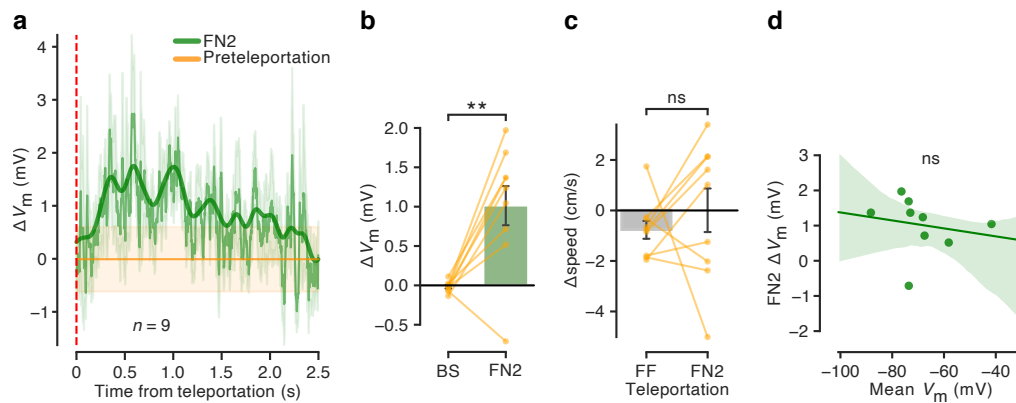 a
FN2
Preteleportation
4
3
2
1
0
−1
Δ Vm (mV)
n = 9
0
0.5
1.0
1.5
2.0
2.5
Time from teleportation (s)
b
**
2.0
1.5
1.0
0.5
0.0
−0.5
Δ Vm (mV)
BS
FN2
c
ns
2
0
−2
−4
Δspeed (cm/s)
FF
FN2
Teleportation
d
ns
3
2
1
0
−1
−2
FN2 Δ Vm (mV)
−100
−80
−60
−40
Mean Vm (mV)